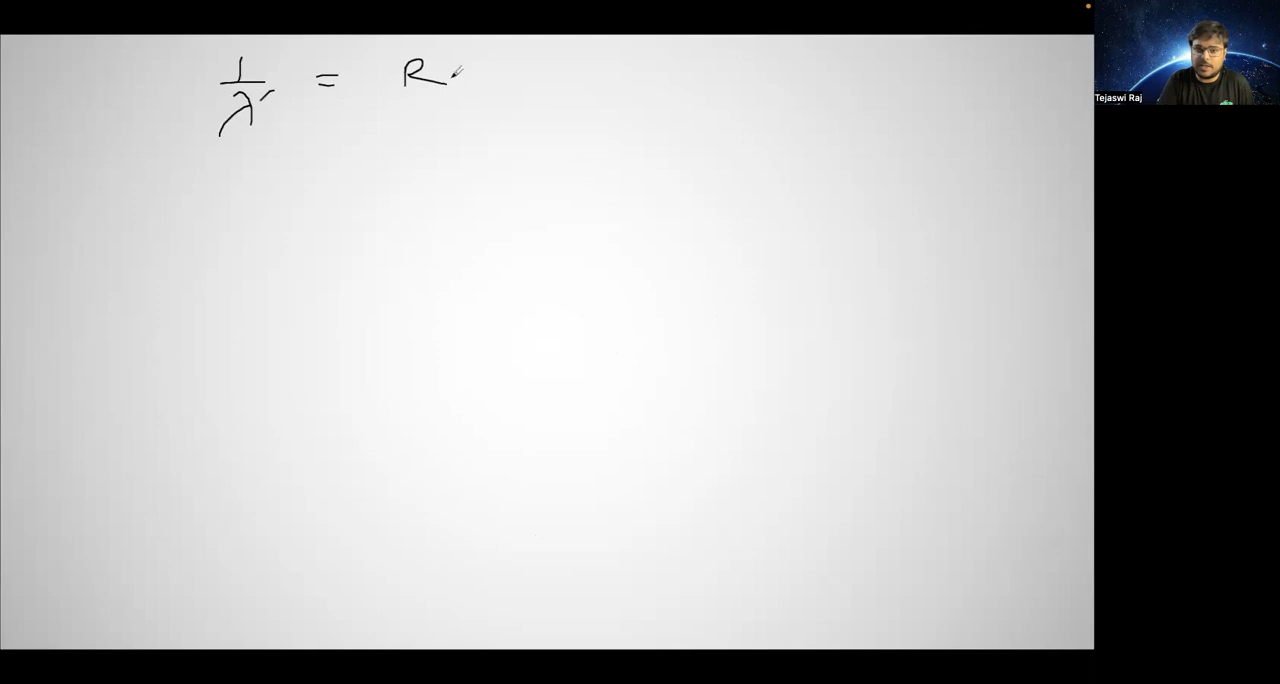 1/λ' = R
Tejaswi Raj